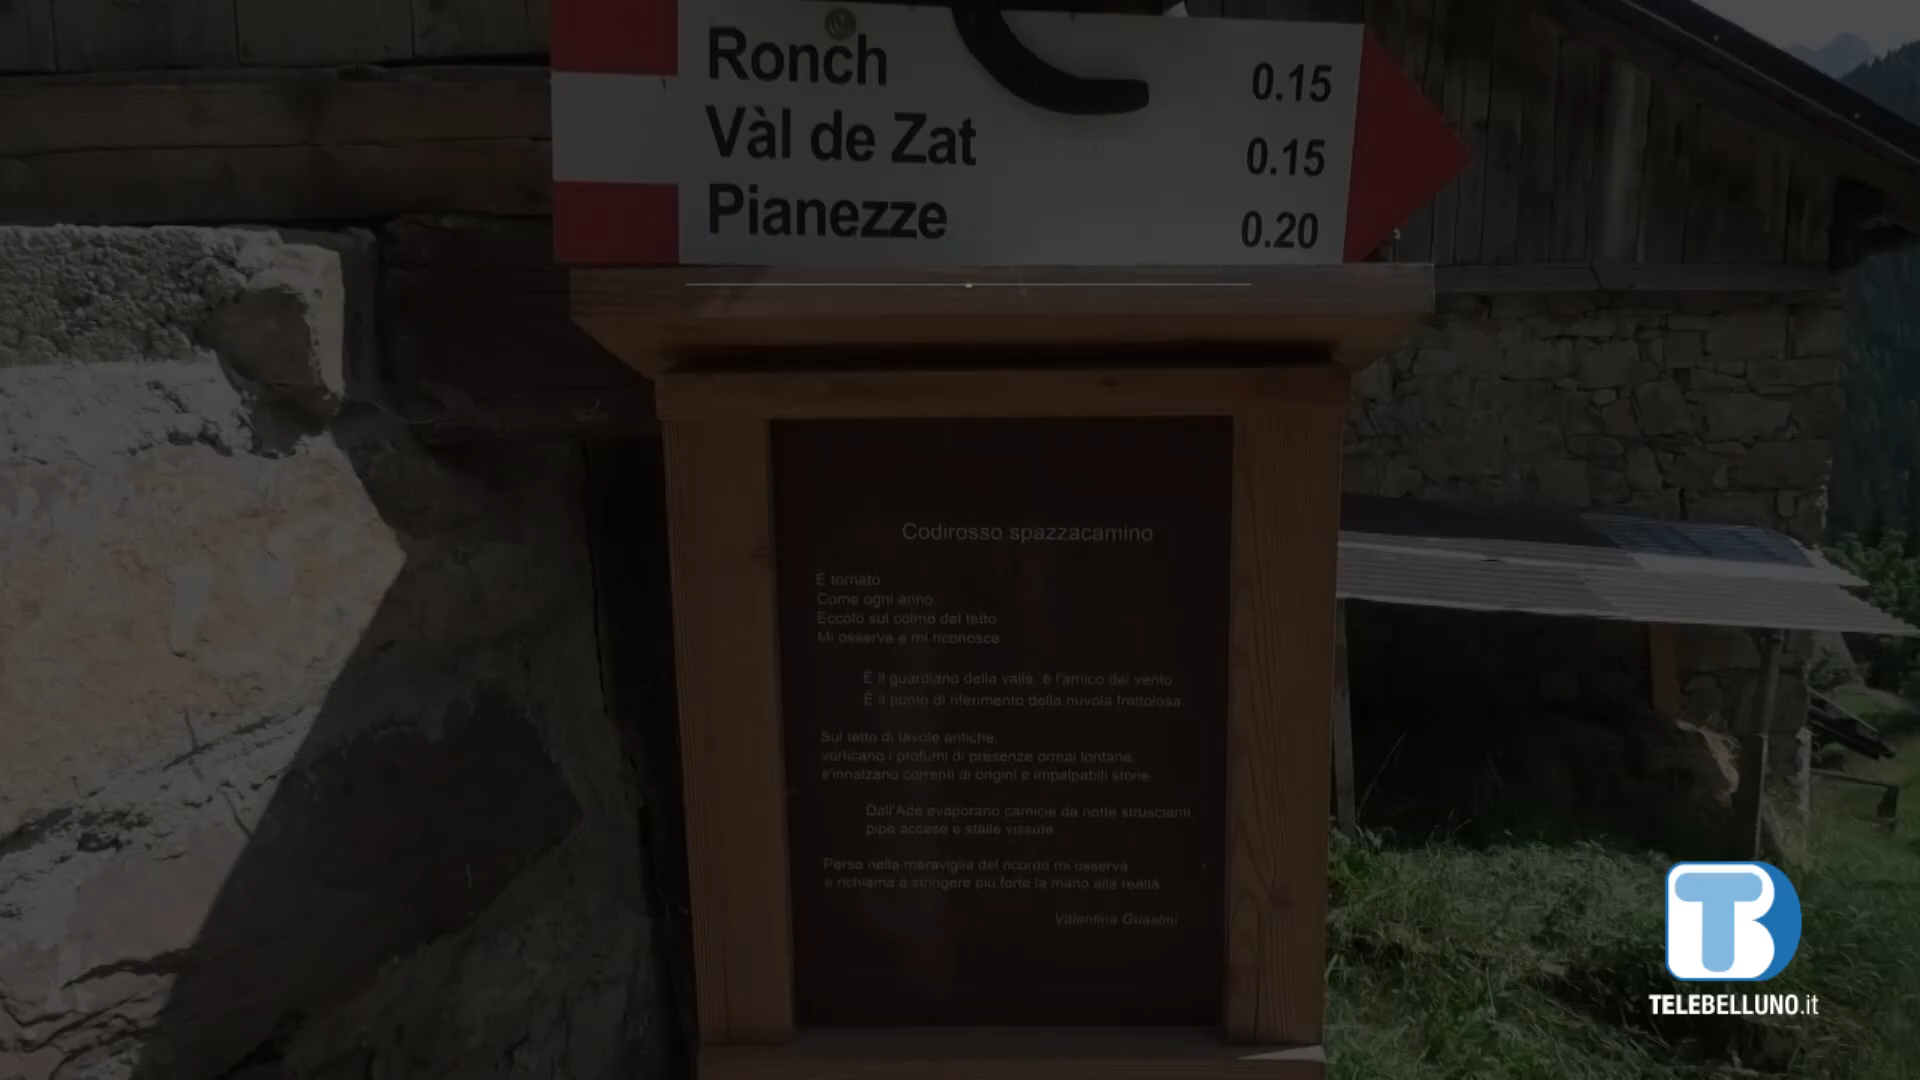 Ronch 0.15
Vàl de Zat 0.15
Pianezze 0.20
Codirosso spazzacamino
È tornato
Come ogni anno
Eccolo sul colmo del tetto.
Mi osserva e mi riconosce
È il guardiano della valle, è l'amico del vento.
È il punto di riferimento della nuvola frettolosa
Sul tetto di tavole antiche,
vorticano i profumi di presenze ormai lontane,
s'innalzano correnti di origini e impalpabili storie
Dall'Ade evaporano camicie da notte struscianti,
pipe accese e stalle vissute
Persa nella meraviglia del ricordo mi osserva
e richiama a stringere più forte la mano alla realtà
Valentina Guastini
TELEBELLUNO.it